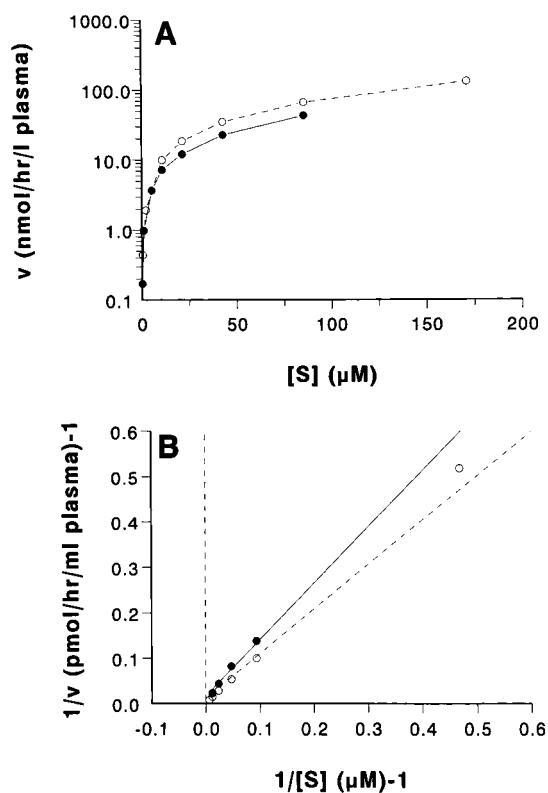 A
1000.0
100.0
10.0
1.0
0.1
v (nmol/hr/l plasma)
0 50 100 150 200
[S] (µM)
B
0.6
0.5
0.4
0.3
0.2
0.1
0.0
1/v (pmol/hr/ml plasma)-1
-0.1 0.0 0.1 0.2 0.3 0.4 0.5 0.6
1/[S] (µM)-1